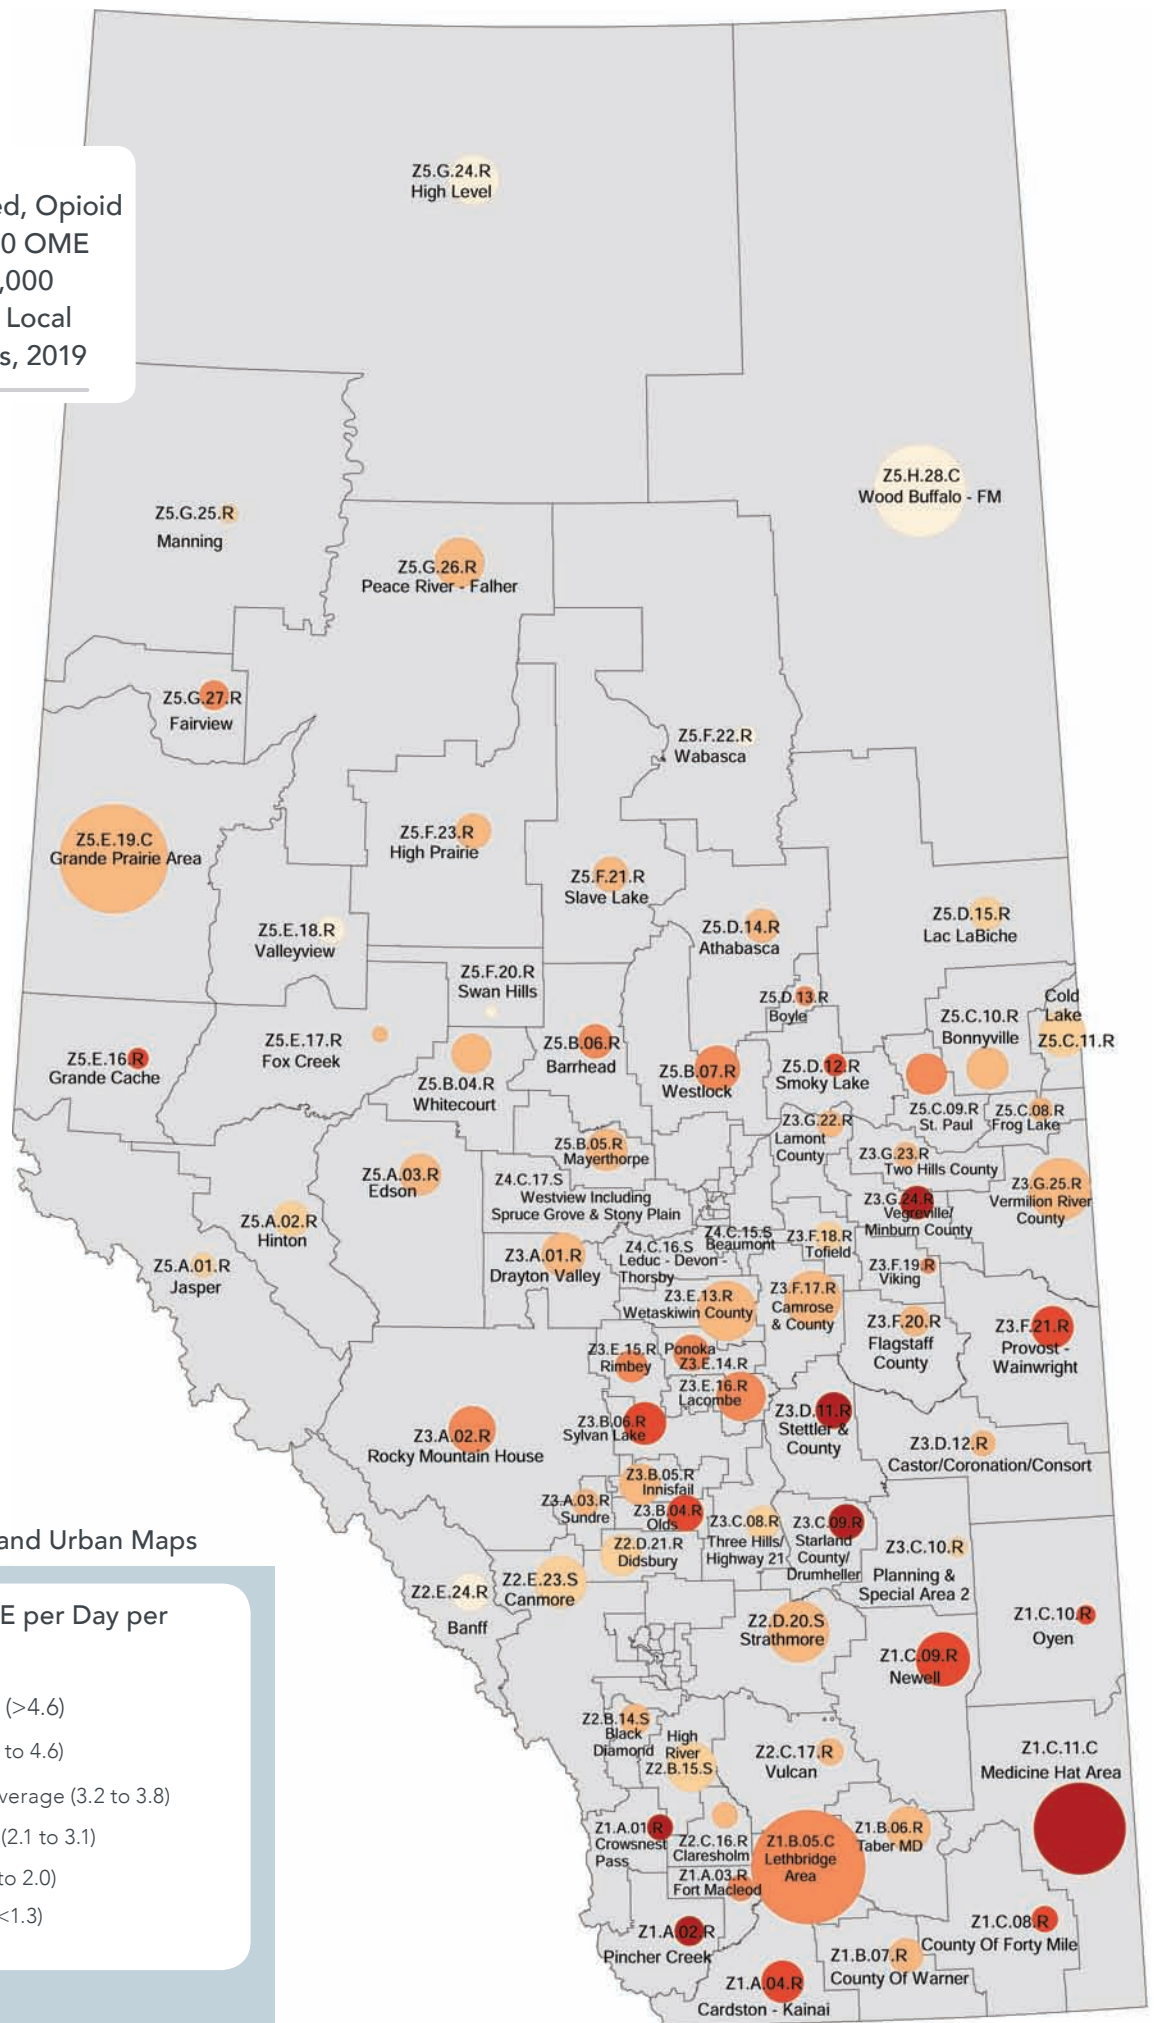 Z5.G.24.R
High Level
ed, Opioid
0 OME
,000
Local
s, 2019
Z5.H.28.C
Wood Buffalo - FM
Z5.G.25.R
Manning
Z5.G.26.R
Peace River - Falher
Z5.G.27.R
Fairview
Z5.F.22.R
Wabasca
Z5.E.19.C
Grande Prairie Area
Z5.F.23.R
High Prairie
Z5.F.21.R
Slave Lake
Z5.E.18.R
Valleyview
Z5.D.14.R
Athabasca
Z5.D.15.R
Lac LaBiche
Z5.F.20.R
Swan Hills
Z5.D.13.R
Boyle
Cold
Lake
Z5.C.11.R
Z5.C.10.R
Bonnyville
Z5.E.16.R
Grande Cache
Z5.E.17.R
Fox Creek
Z5.B.04.R
Whitecourt
Z5.B.06.R
Barrhead
Z5.B.07.R
Westlock
Z5.D.12.R
Smoky Lake
Z5.C.09.R
St. Paul
Z5.C.08.R
Frog Lake
Z3.G.22.R
Lamont
County
Z5.B.05.R
Mayerthorpe
Z3.G.23.R
Two Hills County
Z5.A.03.R
Edson
Z4.C.17.S
Westview Including
Spruce Grove & Stony Plain
Z3.G.24.R
Vegreville/
Minburn County
Z3.G.25.R
Vermilion River
County
Z5.A.02.R
Hinton
Z4.C.15.S
Beaumont
Z3.F.18.R
Tofield
Z5.A.01.R
Jasper
Z3.A.01.R
Drayton Valley
Z4.C.16.S
Leduc - Devon -
Thorsby
Z3.F.19.R
Viking
Z3.E.13.R
Wetaskiwin County
Z3.F.17.R
Camrose
& County
Z3.F.20.R
Flagstaff
County
Z3.F.21.R
Provost -
Wainwright
Z3.E.15.R
Rimbey
Ponoka
Z3.E.14.R
Z3.E.16.R
Lacombe
Z3.D.11.R
Stettler &
County
Z3.B.06.R
Sylvan Lake
Z3.A.02.R
Rocky Mountain House
Z3.D.12.R
Castor/Coronation/Consort
Z3.B.05.R
Innisfail
Z3.A.03.R
Sundre
Z3.B.04.R
Olds
Z3.C.08.R
Three Hills/
Highway 21
Z3.C.09.R
Starland
County/
Drumheller
Z3.C.10.R
Planning &
Special Area 2
and Urban Maps
Z2.D.21.R
Didsbury
Z2.E.24.R
Banff
Z2.E.23.S
Canmore
E per Day per
Z2.D.20.S
Strathmore
Z1.C.10.R
Oyen
Z1.C.09.R
Newell
(>4.6)
to 4.6)
verage (3.2 to 3.8)
(2.1 to 3.1)
to 2.0)
<1.3)
Z2.B.14.S
Black
Diamond
High
River
Z2.B.15.S
Z2.C.17.R
Vulcan
Z1.C.11.C
Medicine Hat Area
Z1.A.01.R
Crowsnest
Pass
Z2.C.16.R
Claresholm
Z1.B.05.C
Lethbridge
Area
Z1.B.06.R
Taber MD
Z1.A.03.R
Fort Macleod
Z1.A.02.R
Pincher Creek
Z1.C.08.R
County Of Forty Mile
Z1.B.07.R
County Of Warner
Z1.A.04.R
Cardston - Kainai